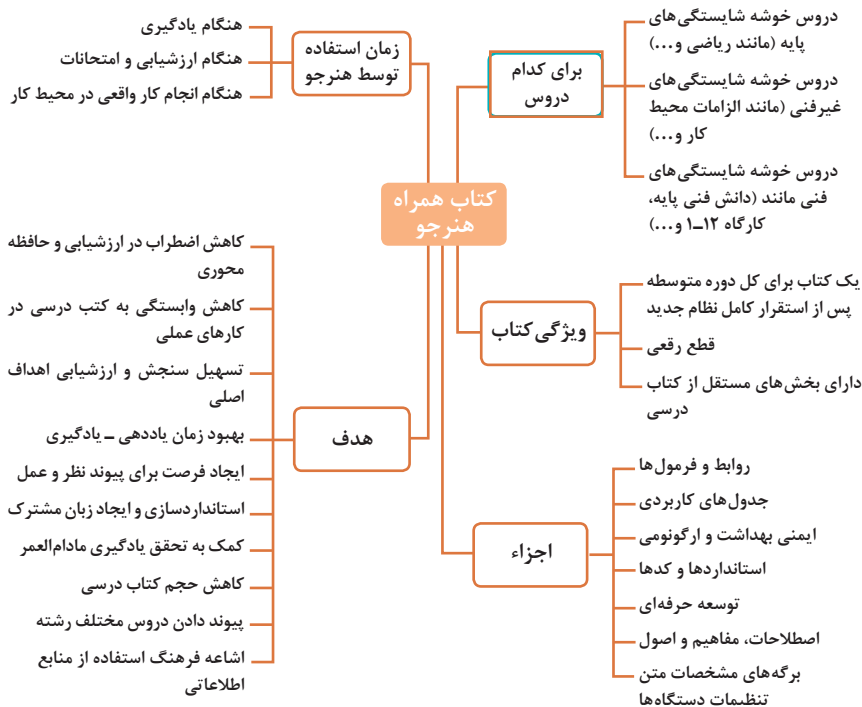 کتاب همراه
هنرجو
برای کدام
دروس
دروس خوشه شایستگی‌های
پایه (مانند ریاضی و...)
دروس خوشه شایستگی‌های
غیرفنی (مانند الزامات محیط
کار و...)
دروس خوشه شایستگی‌های
فنی مانند (دانش فنی پایه،
کارگاه ۱۲ــ۱ و...)
ویژگی کتاب
یک کتاب برای کل دوره متوسطه
پس از استقرار کامل نظام جدید
قطع رقعی
دارای بخش‌های مستقل از کتاب
درسی
اجزاء
روابط و فرمول‌ها
جدول‌های کاربردی
ایمنی بهداشت و ارگونومی
استانداردها و کدها
توسعه حرفه‌ای
اصطلاحات، مفاهیم و اصول
برگه‌های مشخصات متن
تنظیمات دستگاه‌ها
زمان استفاده
توسط هنرجو
هنگام یادگیری
هنگام ارزشیابی و امتحانات
هنگام انجام کار واقعی در محیط کار
هدف
کاهش اضطراب در ارزشیابی و حافظه
محوری
کاهش وابستگی به کتب درسی در
کارهای عملی
تسهیل سنجش و ارزشیابی اهداف
اصلی
بهبود زمان یاددهی ــ یادگیری
ایجاد فرصت برای پیوند نظر و عمل
استانداردسازی و ایجاد زبان مشترک
کمک به تحقق یادگیری مادام‌العمر
کاهش حجم کتاب درسی
پیوند دادن دروس مختلف رشته
اشاعه فرهنگ استفاده از منابع
اطلاعاتی